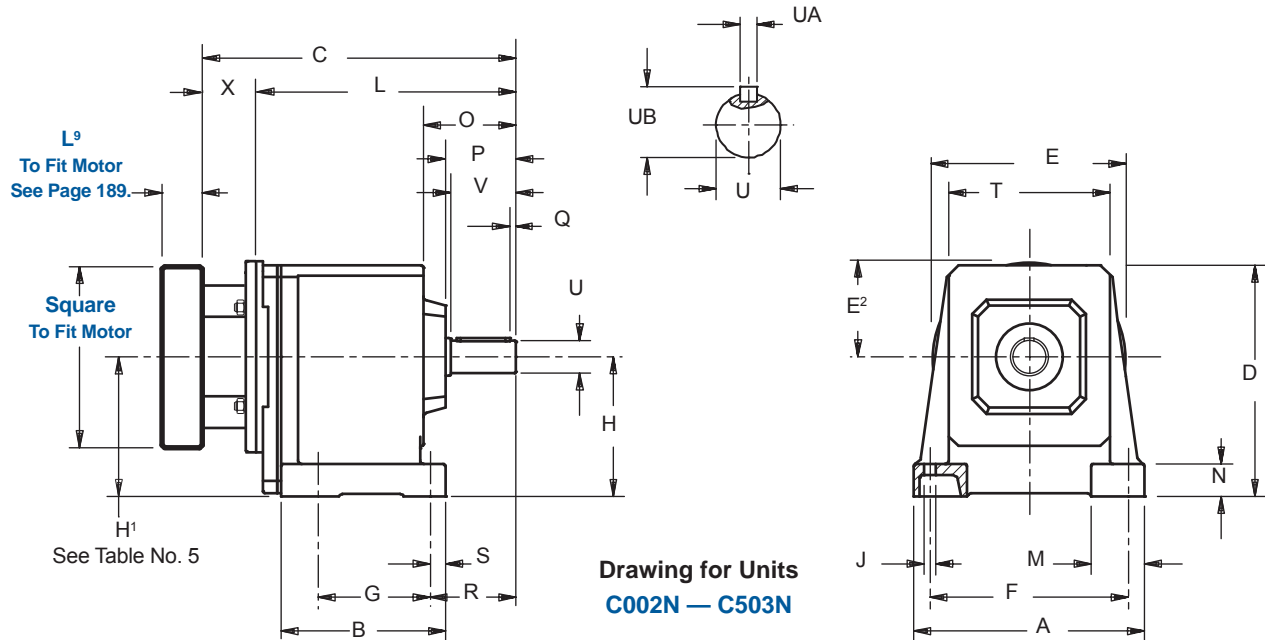 UA
C
X
L
O
UB
L⁹
To Fit Motor
See Page 189.
P
V
Q
U
E
T
Square
To Fit Motor
U
E²
D
H
N
H¹
See Table No. 5
S
J
M
G
R
F
B
A
Drawing for Units
C002N — C503N